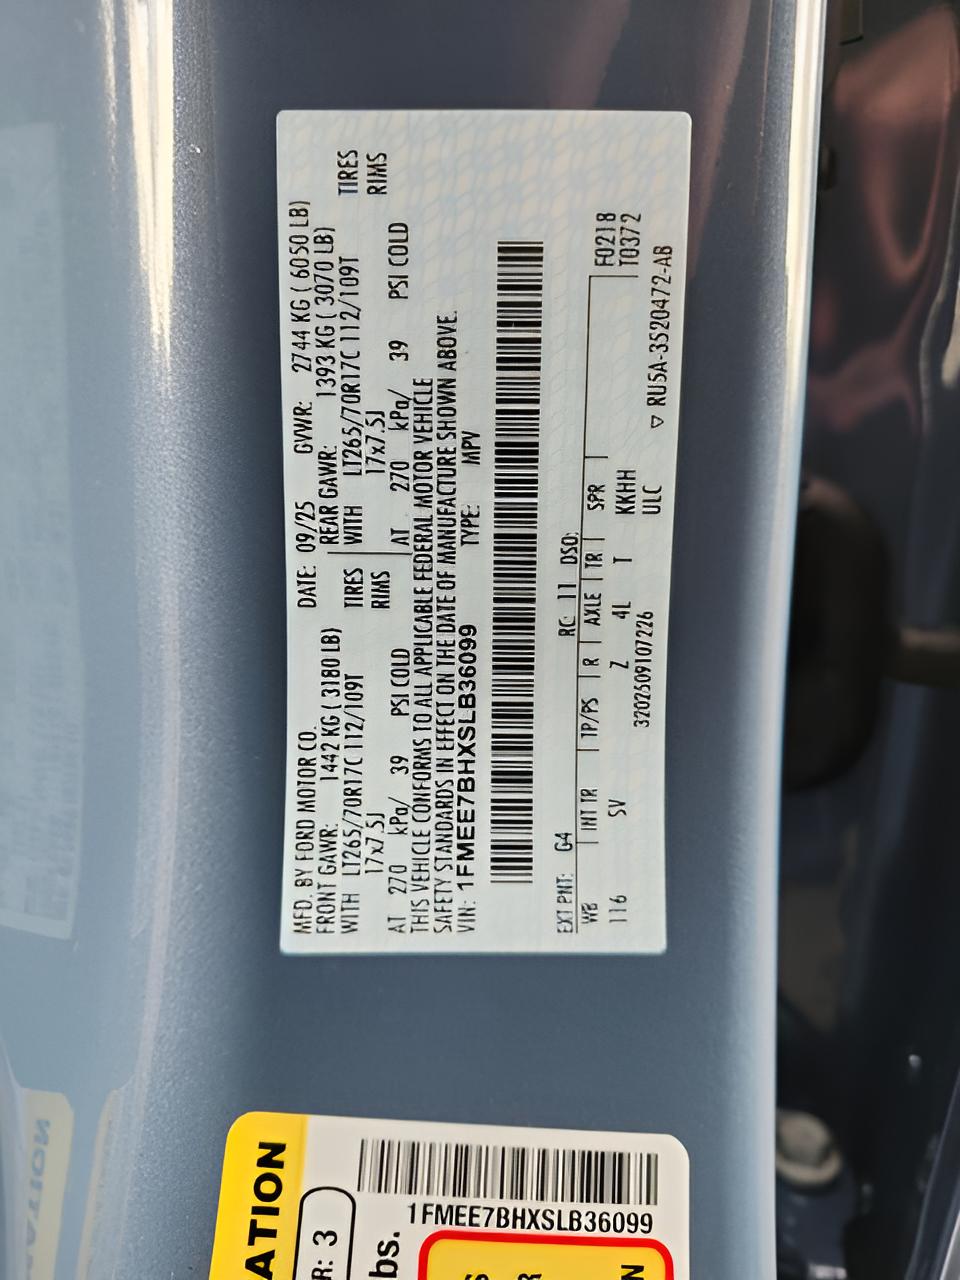 MFD. BY FORD MOTOR CO. DATE: 09/25 GVWR: 2744 KG ( 6050 LB)
FRONT GAWR: 1442 KG ( 3180 LB) REAR GAWR: 1393 KG ( 3070 LB)
WITH LT265/70R17C 112/109T TIRES WITH LT265/70R17C 112/109T TIRES
17x7.5J RIMS 17x7.5J RIMS
AT 270 kPa/ 39 PSI COLD AT 270 kPa/ 39 PSI COLD
THIS VEHICLE CONFORMS TO ALL APPLICABLE FEDERAL MOTOR VEHICLE
SAFETY STANDARDS IN EFFECT ON THE DATE OF MANUFACTURE SHOWN ABOVE.
VIN: 1FMEE7BHXSLB36099 TYPE: MPV
EXT PNT: G4 RC: 11 DSO: F0218
WB INT TR TP/PS R AXLE TR SPR T0372
116 SV Z 4L T KKHH
3202509107226 ULC ▽ RU5A-3520472-AB
ATION
R: 3
1FMEE7BHXSLB36099
bs.